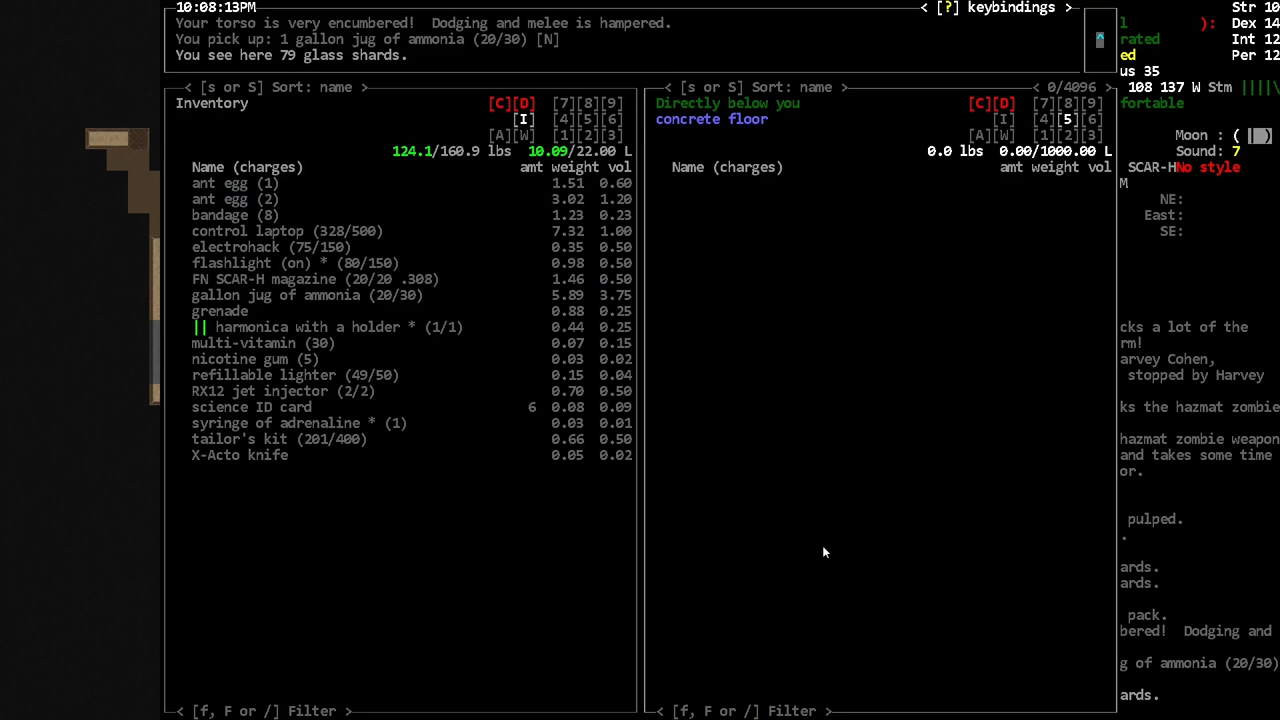 10:08:13PM < [?] keybindings > Str 10
Your torso is very encumbered! Dodging and melee is hampered. l ): Dex 14
You pick up: 1 gallon jug of ammonia (20/30) [N] rated Int 12
You see here 79 glass shards. ed Per 12
us 35
< [s or S] Sort: name > < [s or S] Sort: name > < 0/4096 > 108 137 W Stm ||||\
Inventory [C][D] [7][8][9] Directly below you [C][D] [7][8][9] fortable
[I] [4][5][6] concrete floor [I] [4][5][6]
[A][W] [1][2][3] [A][W] [1][2][3] Moon : (
124.1/160.9 lbs 10.09/22.00 L 0.0 lbs 0.00/1000.00 L Sound: 7
Name (charges) amt weight vol Name (charges) amt weight vol SCAR-HNo style
ant egg (1) 1.51 0.60 M
ant egg (2) 3.02 1.20 NE:
bandage (8) 1.23 0.23 East:
control laptop (328/500) 7.32 1.00 SE:
electrohack (75/150) 0.35 0.50
flashlight (on) * (80/150) 0.98 0.50
FN SCAR-H magazine (20/20 .308) 1.46 0.50
gallon jug of ammonia (20/30) 5.89 3.75
grenade 0.88 0.25
|| harmonica with a holder * (1/1) 0.44 0.25 cks a lot of the
multi-vitamin (30) 0.07 0.15 rm!
nicotine gum (5) 0.03 0.02 arvey Cohen,
refillable lighter (49/50) 0.15 0.04 stopped by Harvey
RX12 jet injector (2/2) 0.70 0.50
science ID card 6 0.08 0.09 ks the hazmat zombie
syringe of adrenaline * (1) 0.03 0.01
tailor's kit (201/400) 0.66 0.50 hazmat zombie weapon
X-Acto knife 0.05 0.02 and takes some time
or.
pulped.
.
ards.
ards.
pack.
bered! Dodging and
g of ammonia (20/30)
ards.
< [f, F or /] Filter > < [f, F or /] Filter >